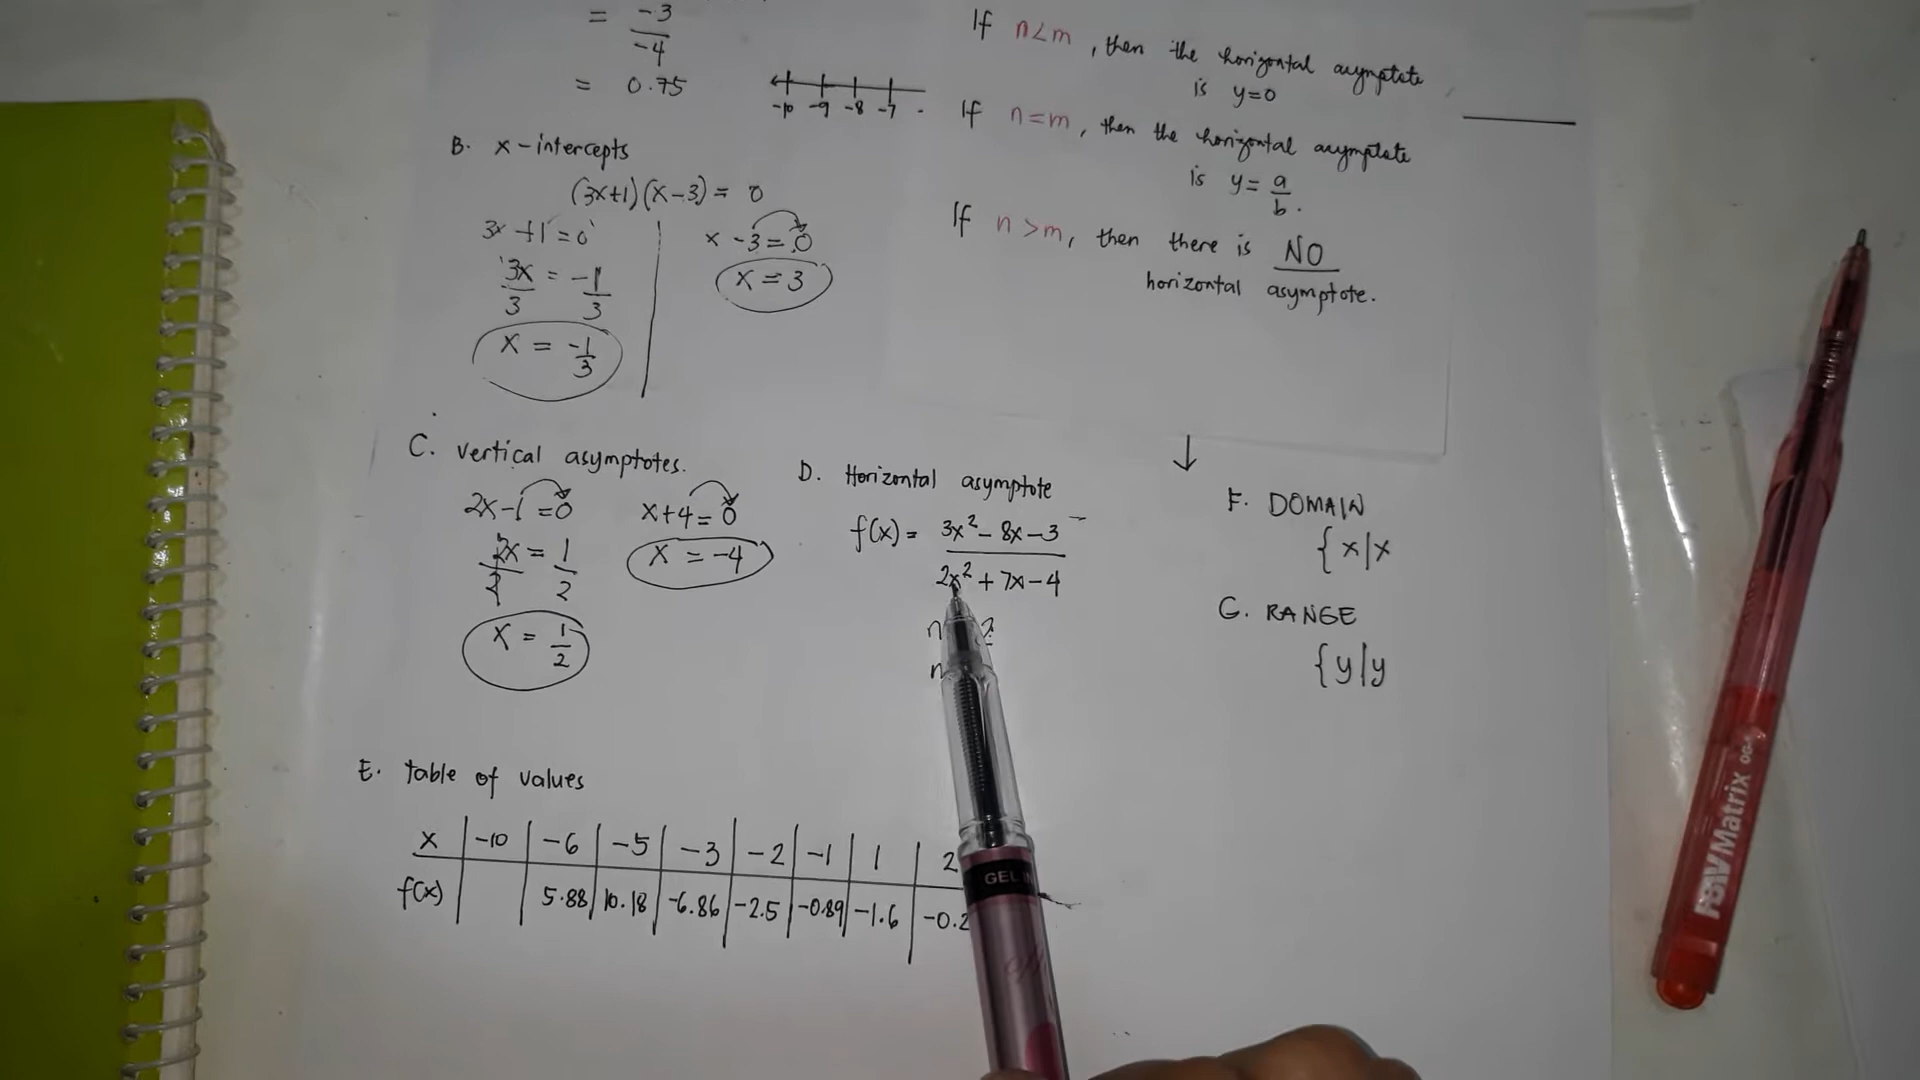 = -3
-4
= 0.75
-10 -9 -8 -7
If n<m, then the horizontal asymptote
is y=0
If n=m, then the horizontal asymptote
is y= a/b.
If n>m, then there is NO
horizontal asymptote.
B. x-intercepts
(3x+1)(x-3)= 0
3x+1=0
3x/3 = -1/3
x = -1/3
x-3=0
x=3
C. vertical asymptotes.
2x-1=0
2x/2 = 1/2
x = 1/2
x+4=0
x = -4
D. Horizontal asymptote
f(x) = 3x²-8x-3
2x²+7x-4
n 2
F. DOMAIN
{x|x
G. RANGE
{y|y
E. Table of values
x | -10 | -6 | -5 | -3 | -2 | -1 | 1 | 2
f(x) | | 5.88 | 10.18 | -6.86 | -2.5 | -0.89 | -1.6 | -0.2
GEL
Matrix